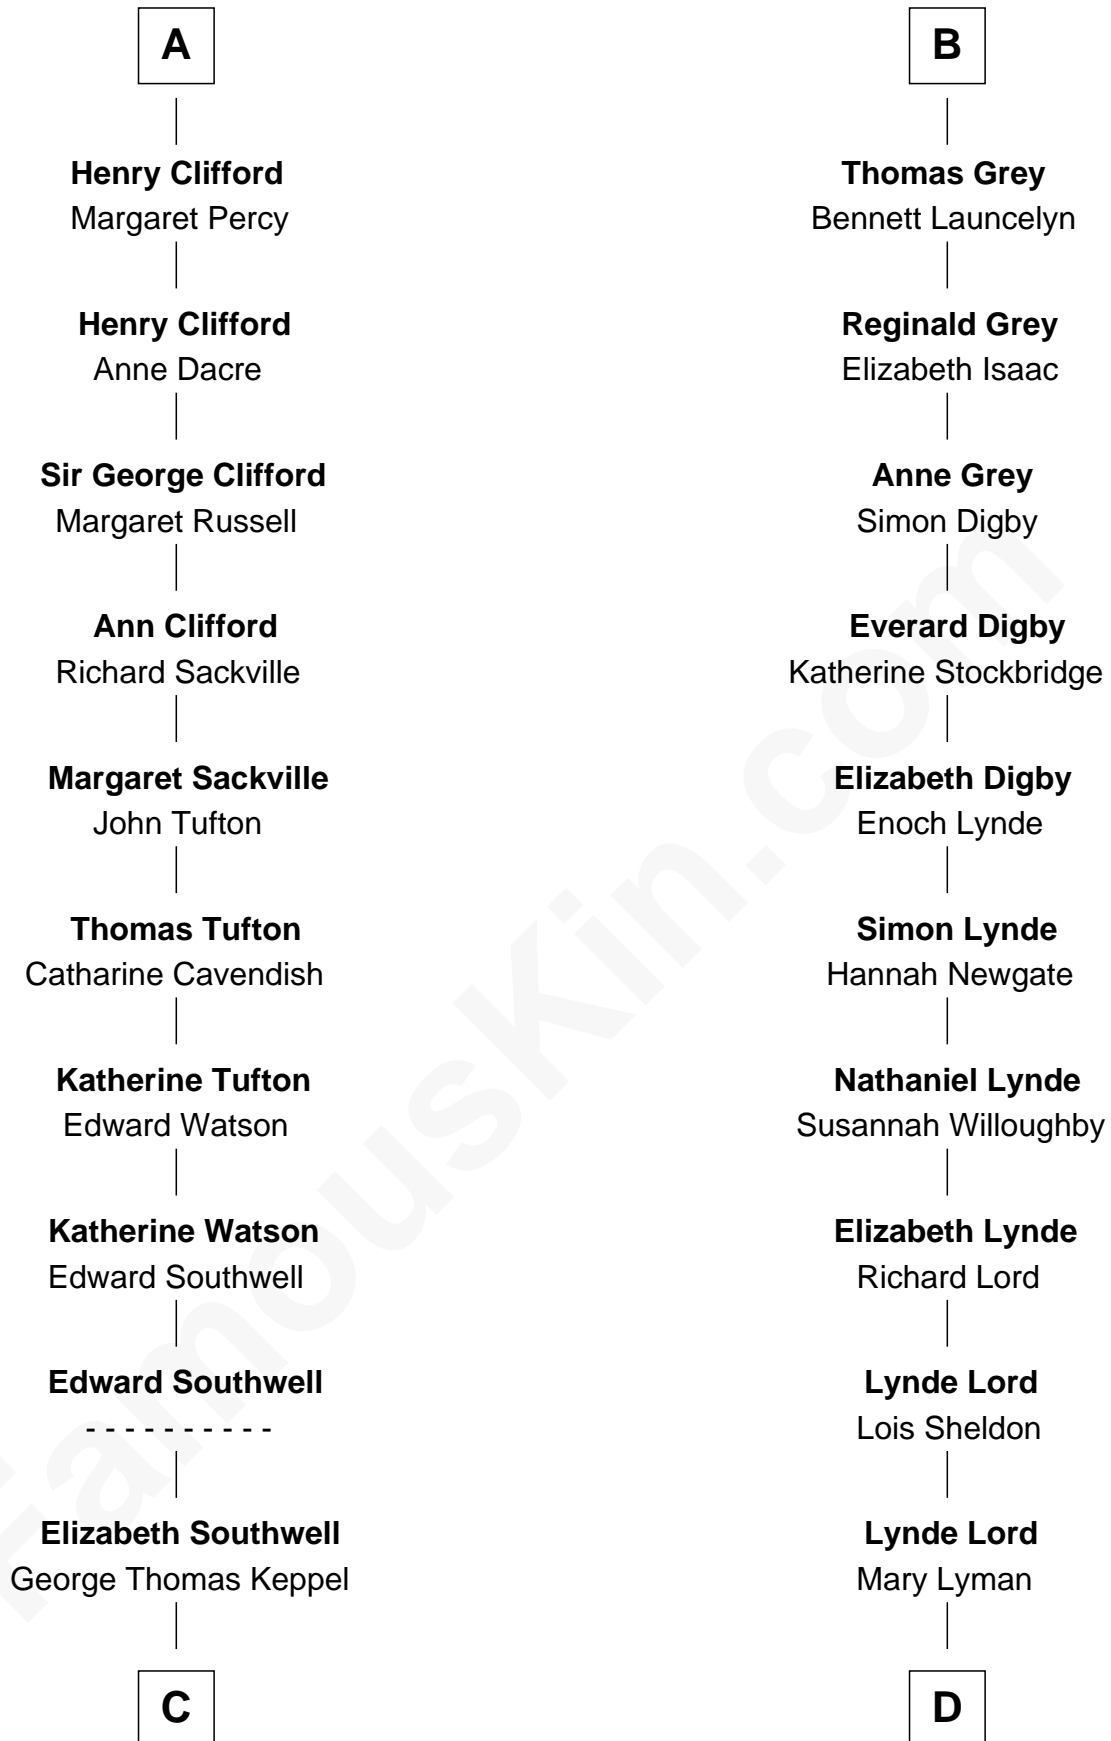 A
Henry Clifford
Margaret Percy
Henry Clifford
Anne Dacre
Sir George Clifford
Margaret Russell
Ann Clifford
Richard Sackville
Margaret Sackville
John Tufton
Thomas Tufton
Catharine Cavendish
Katherine Tufton
Edward Watson
Katherine Watson
Edward Southwell
Edward Southwell
- - - - - - - - - -
Elizabeth Southwell
George Thomas Keppel
C
B
Thomas Grey
Bennett Launcelyn
Reginald Grey
Elizabeth Isaac
Anne Grey
Simon Digby
Everard Digby
Katherine Stockbridge
Elizabeth Digby
Enoch Lynde
Simon Lynde
Hannah Newgate
Nathaniel Lynde
Susannah Willoughby
Elizabeth Lynde
Richard Lord
Lynde Lord
Lois Sheldon
Lynde Lord
Mary Lyman
D
FamousKin.com